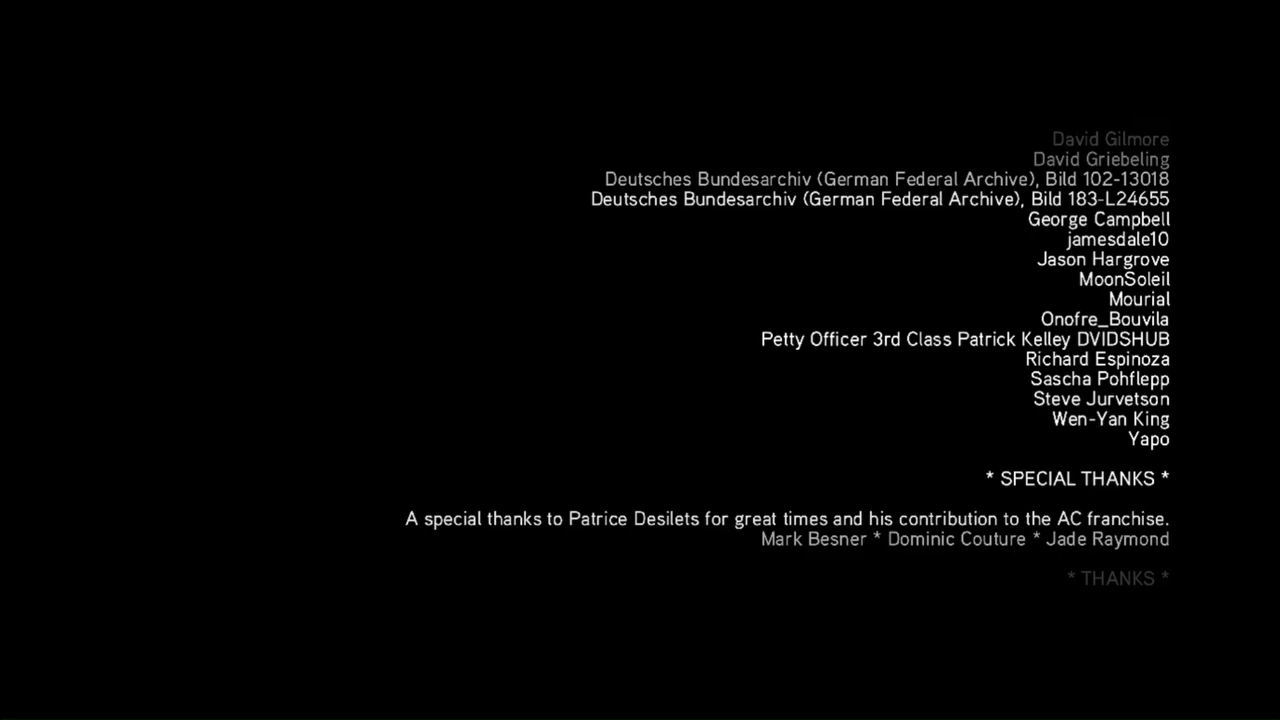 David Gilmore
David Griebeling
Deutsches Bundesarchiv (German Federal Archive), Bild 102-13018
Deutsches Bundesarchiv (German Federal Archive), Bild 183-L24655
George Campbell
jamesdale10
Jason Hargrove
MoonSoleil
Mourial
Onofre_Bouvila
Petty Officer 3rd Class Patrick Kelley DVIDSHUB
Richard Espinoza
Sascha Pohflepp
Steve Jurvetson
Wen-Yan King
Yapo
* SPECIAL THANKS *
A special thanks to Patrice Desilets for great times and his contribution to the AC franchise.
Mark Besner * Dominic Couture * Jade Raymond
* THANKS *